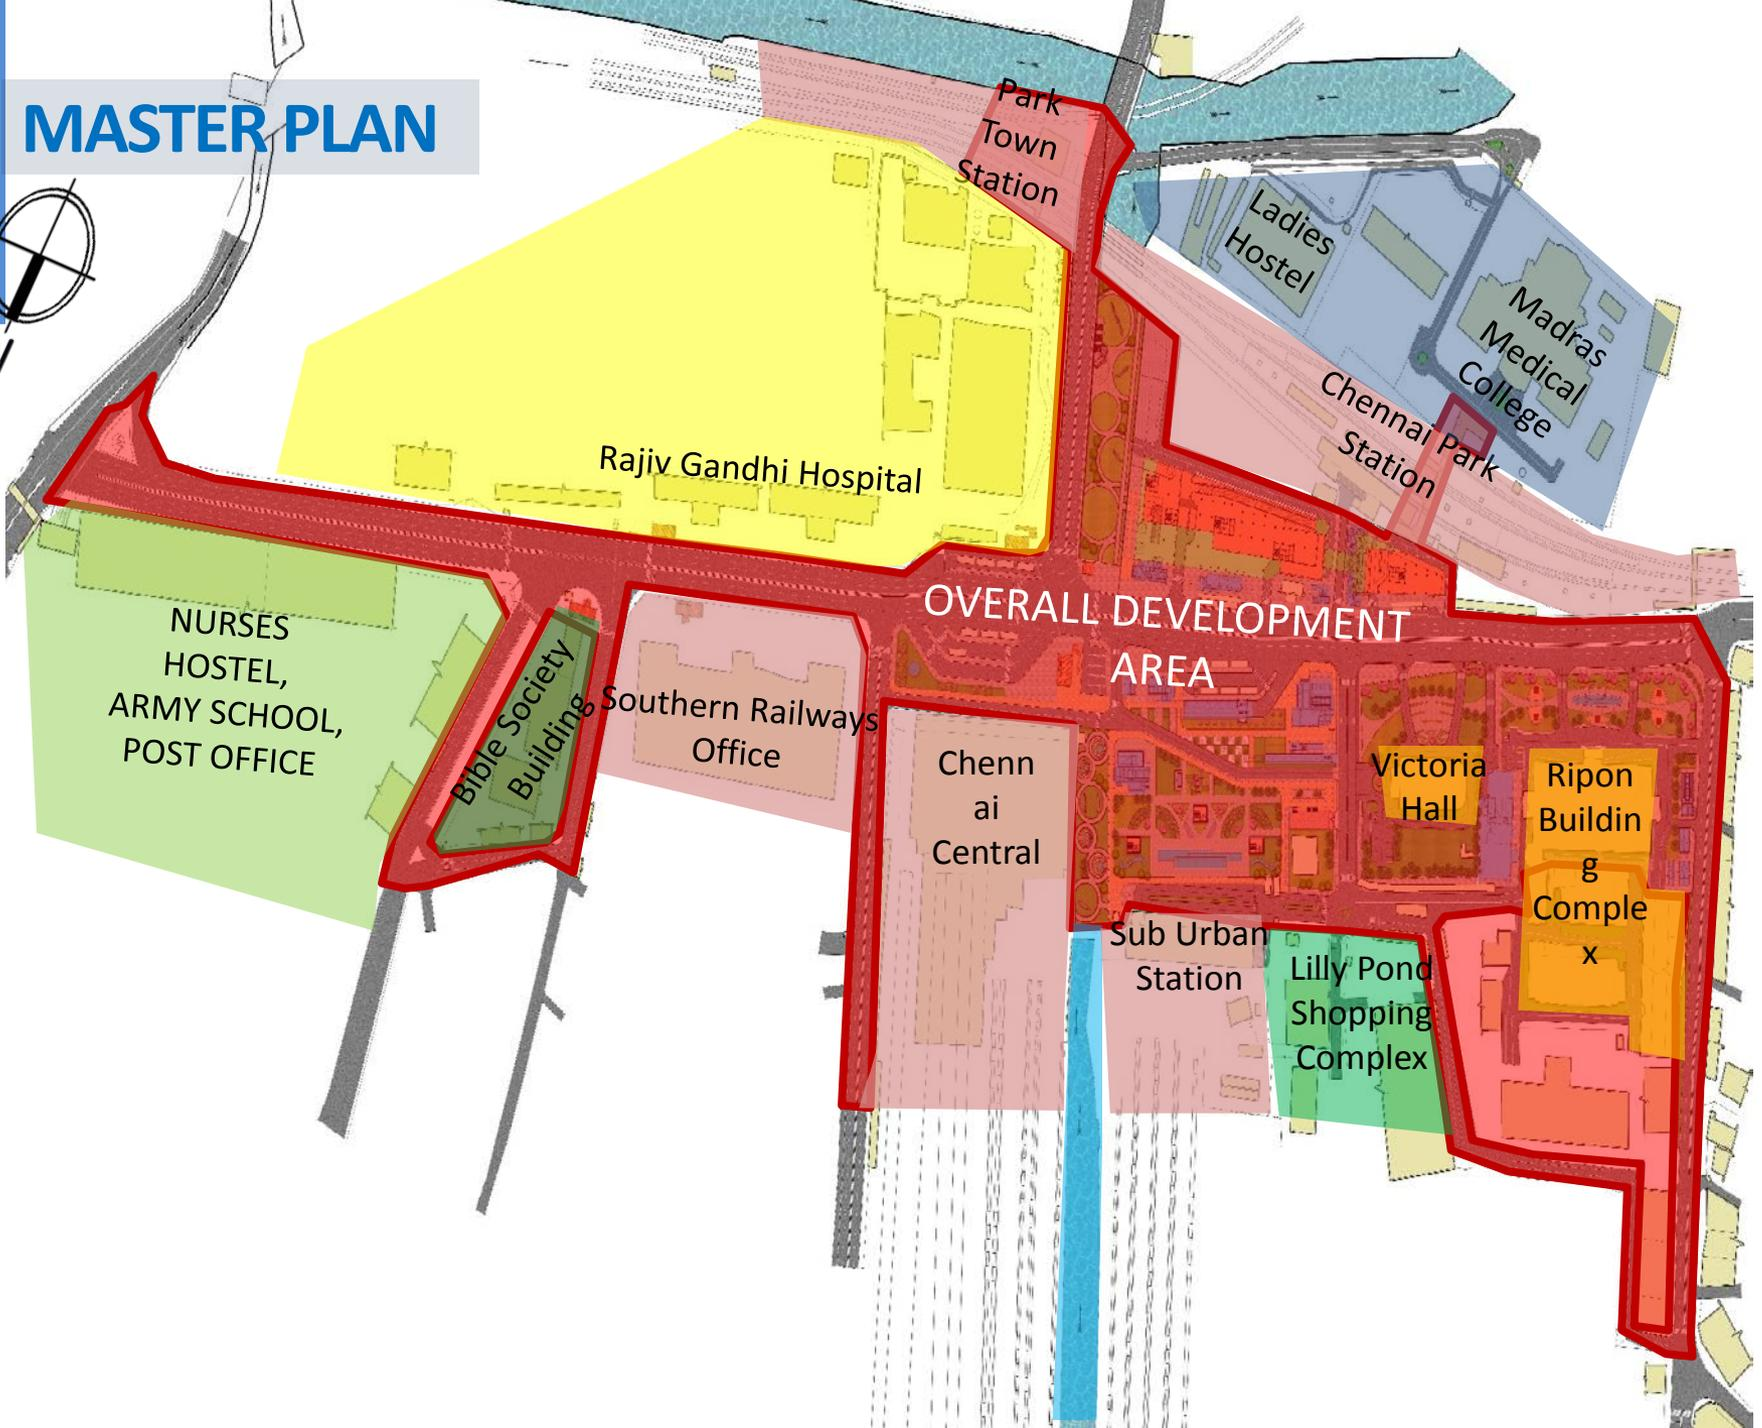 MASTER PLAN
Park
Town
Station
Ladies
Hostel
Madras
Medical
College
Chennai Park
Station
Rajiv Gandhi Hospital
OVERALL DEVELOPMENT
AREA
NURSES
HOSTEL,
ARMY SCHOOL,
POST OFFICE
Bible Society
Building
Southern Railways
Office
Chenn
ai
Central
Victoria
Hall
Ripon
Buildin
g
Comple
x
Sub Urban
Station
Lilly Pond
Shopping
Complex